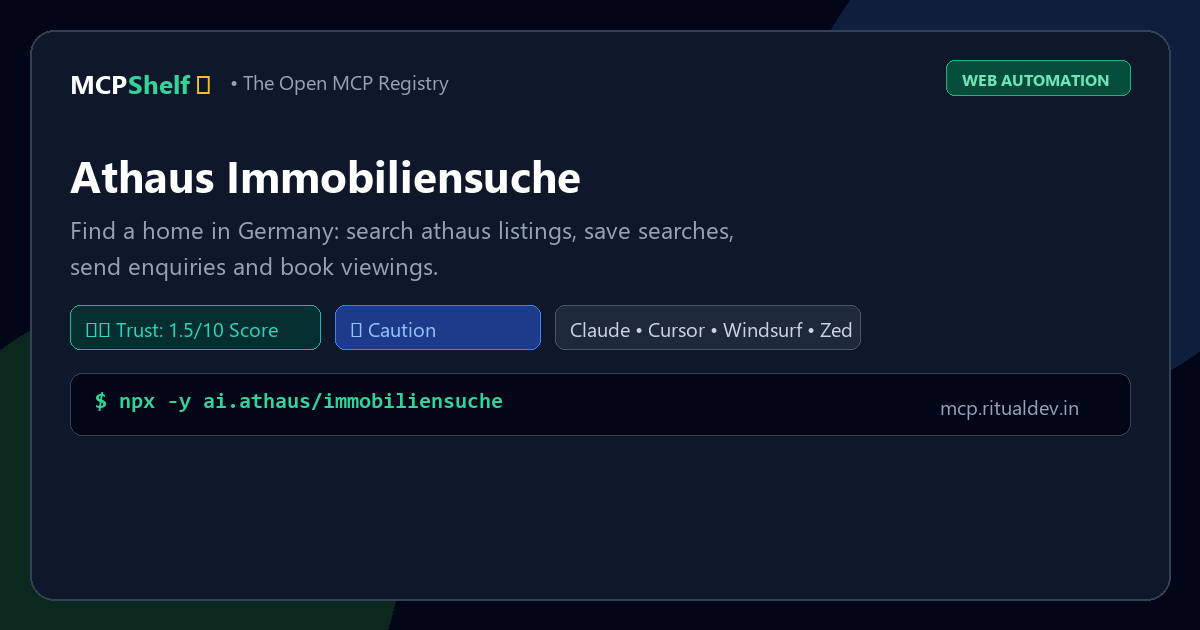 MCPShelf • The Open MCP Registry
WEB AUTOMATION
Athaus Immobiliensuche
Find a home in Germany: search athaus listings, save searches,
send enquiries and book viewings.
Trust: 1.5/10 Score
Caution
Claude • Cursor • Windsurf • Zed
$ npx -y ai.athaus/immobiliensuche
mcp.ritualdev.in